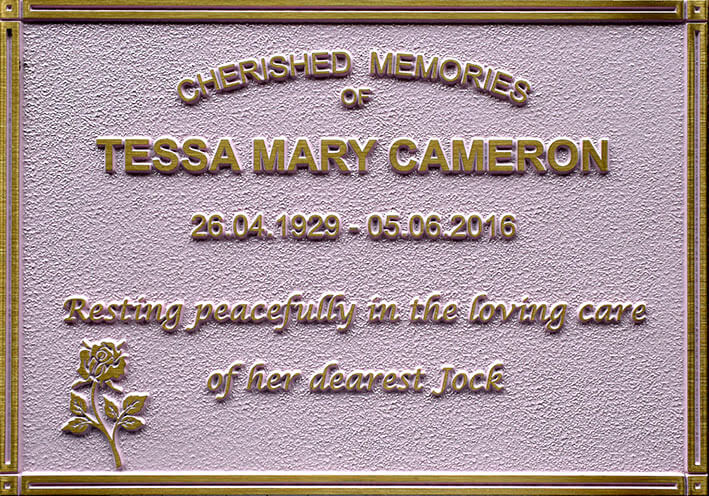 CHERISHED MEMORIES
OF
TESSA MARY CAMERON
26.04.1929 - 05.06.2016
Resting peacefully in the loving care
of her dearest Jock